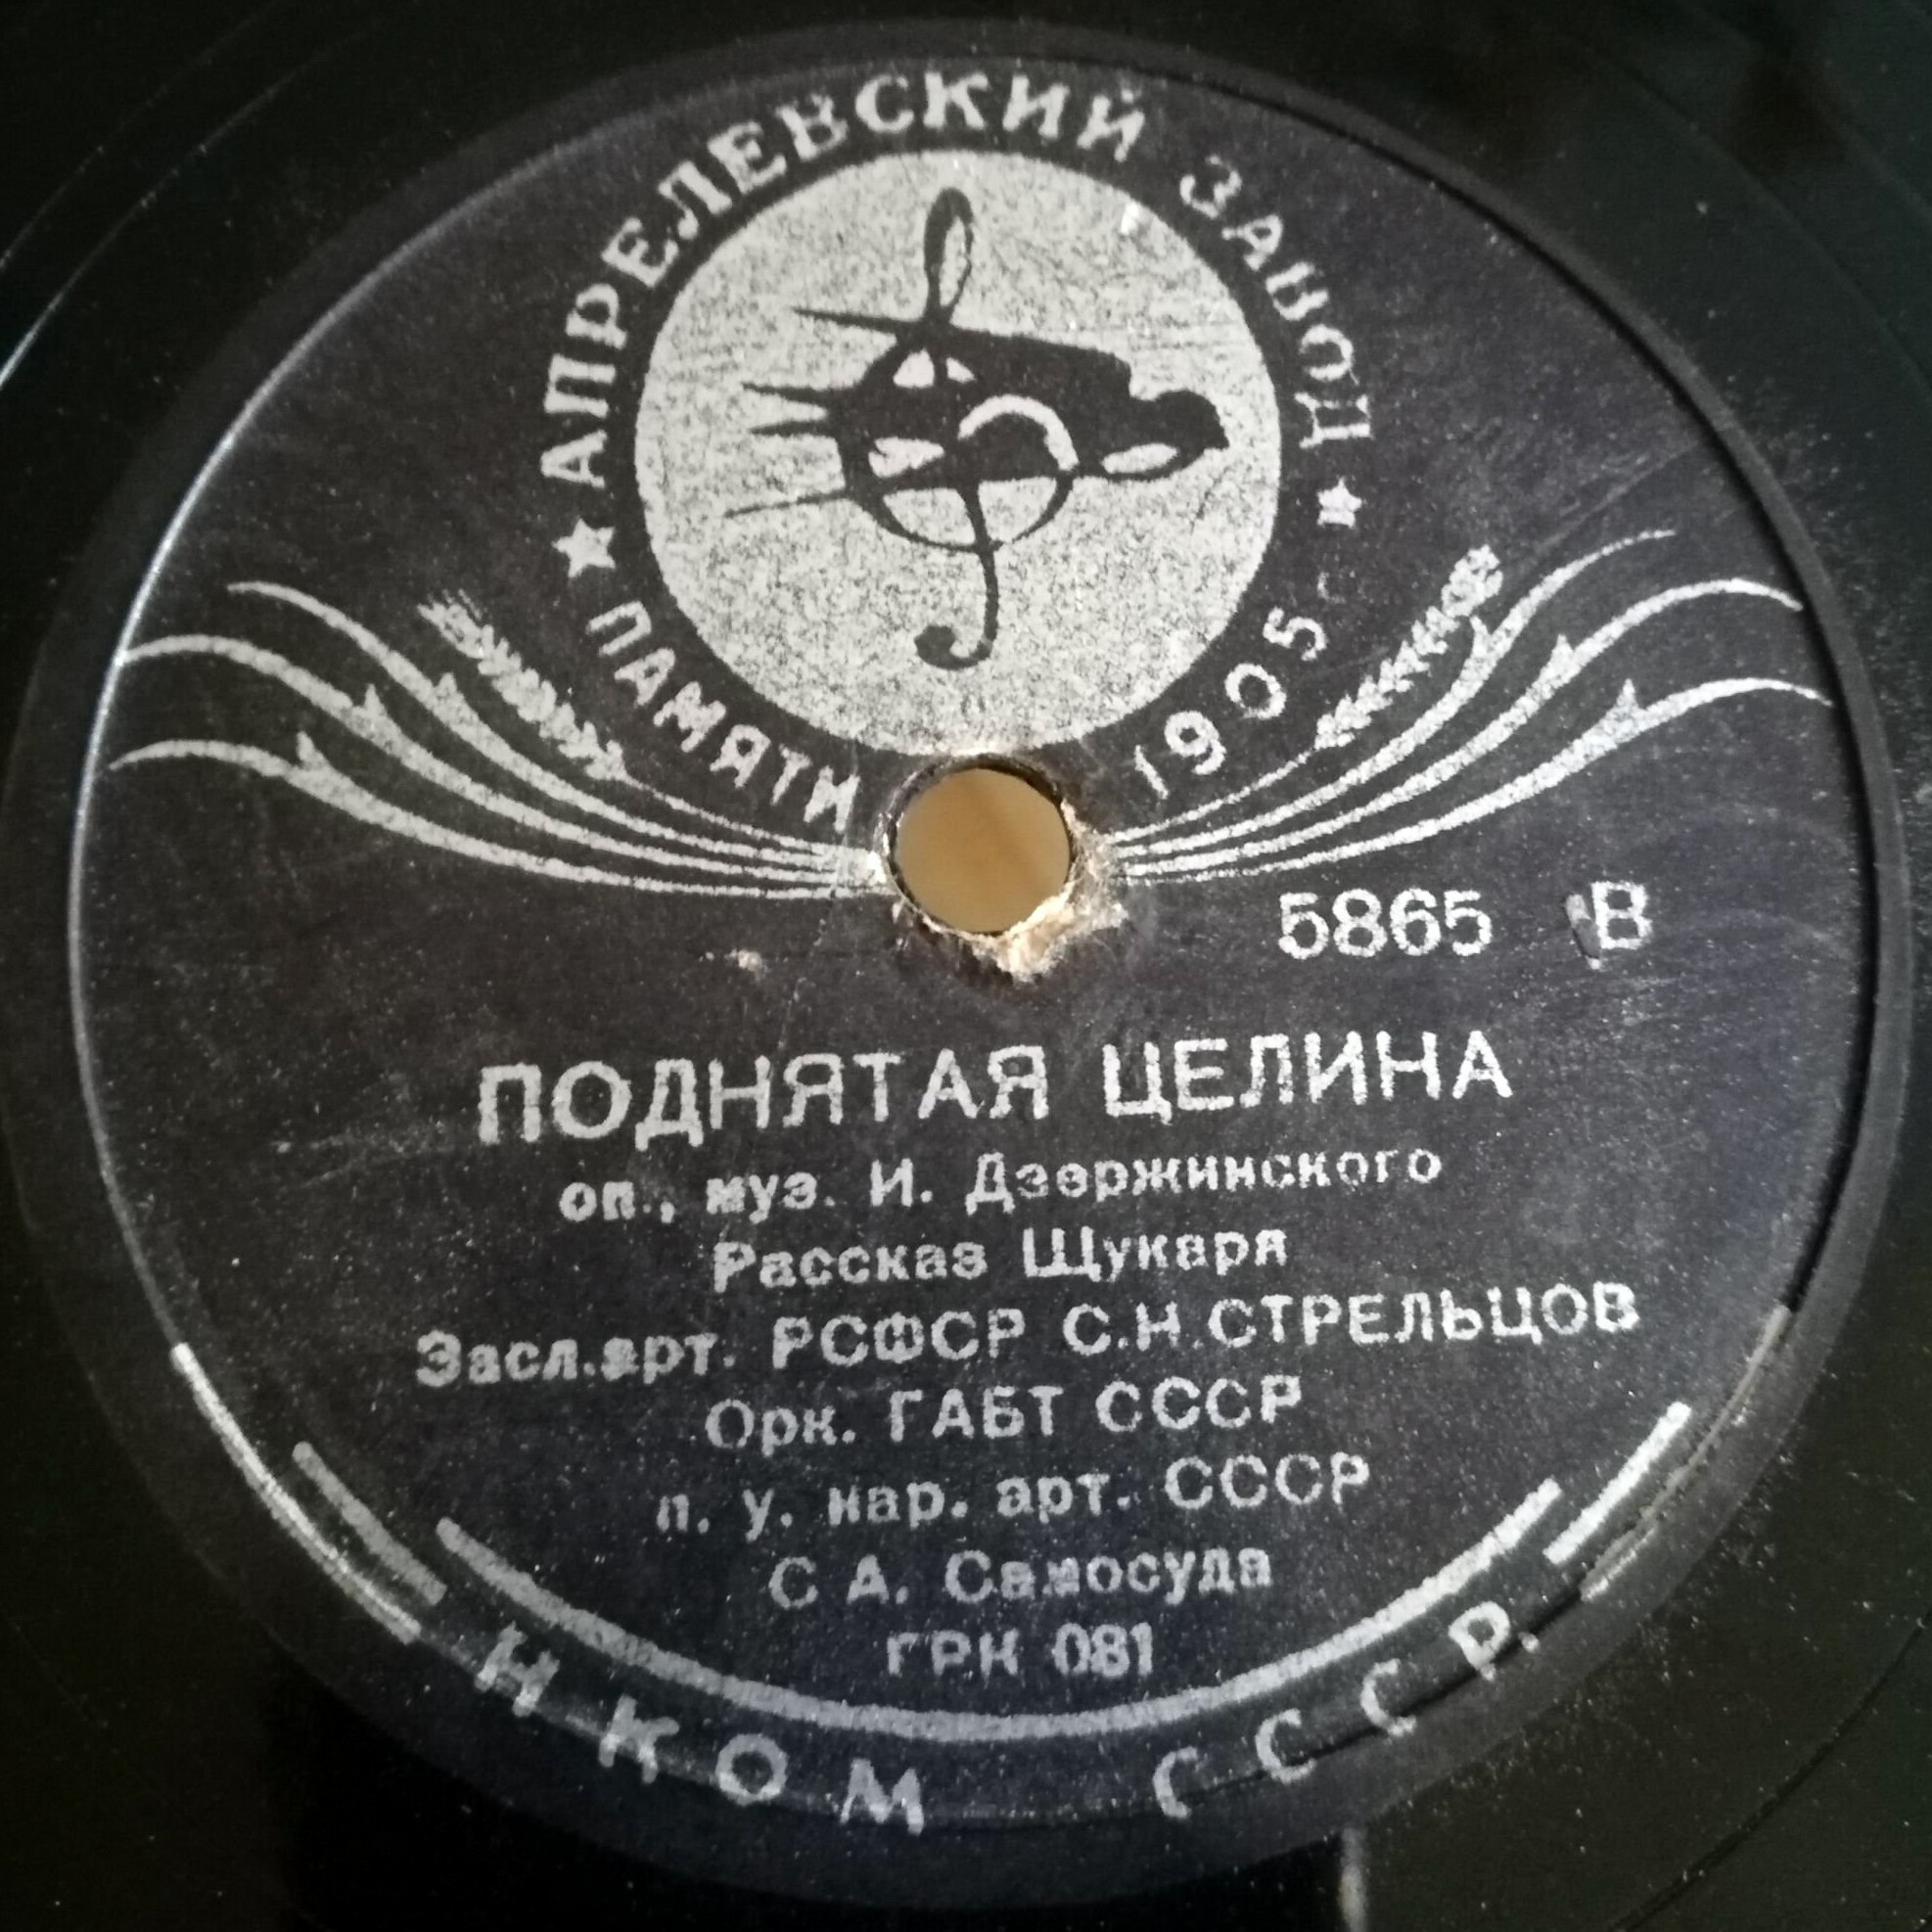 АПРЕЛЕВСКИЙ ЗАВОД
ПАМЯТИ 1905 г
5865 В
ПОДНЯТАЯ ЦЕЛИНА
оп., муз. И. Дзержинского
Рассказ Щукаря
Засл.арт. РСФСР С.Н.СТРЕЛЬЦОВ
Орк. ГАБТ СССР
п. у. нар. арт. СССР
С А. Самосуда
ГРК 081
НКОМ СССР.